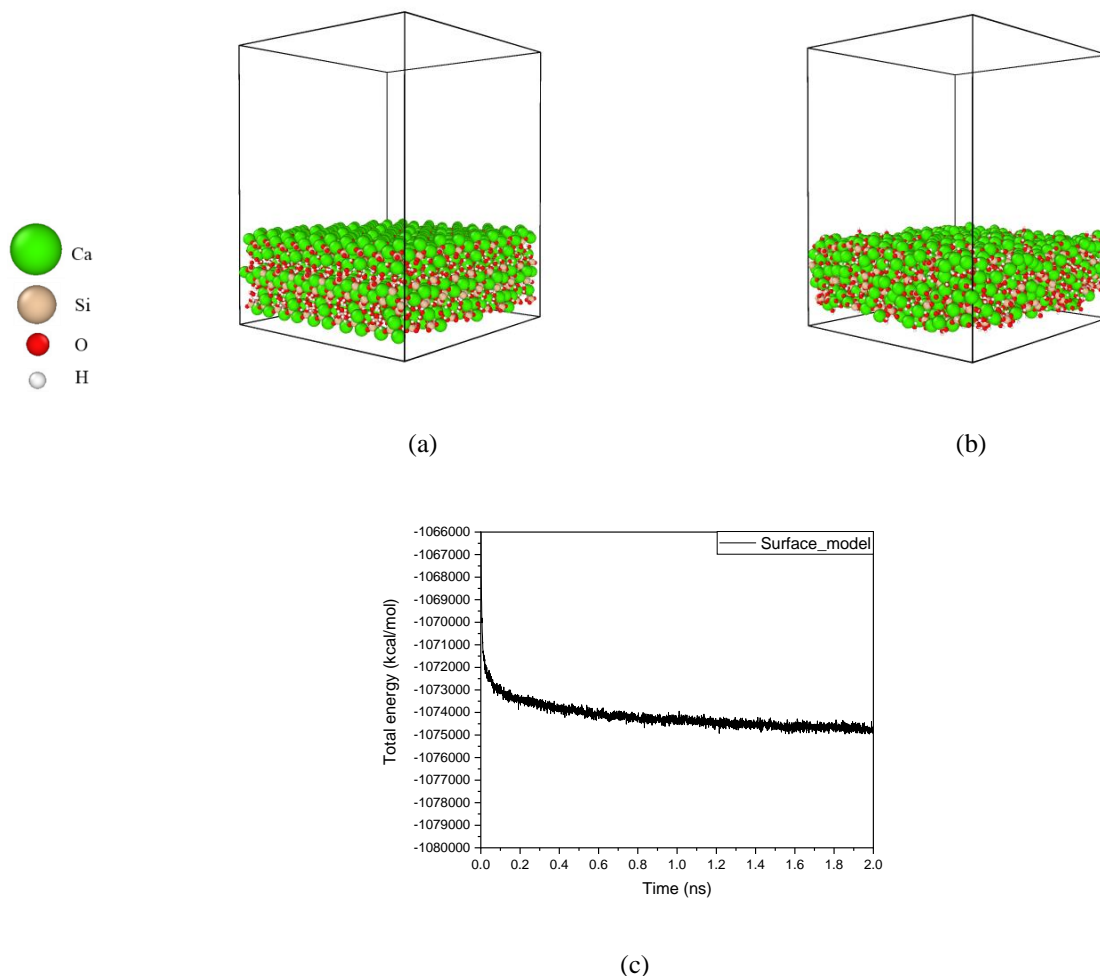 Ca
Si
O
H
(a)
(b)
-1066000
-1067000
-1068000
-1069000
-1070000
-1071000
-1072000
-1073000
-1074000
-1075000
-1076000
-1077000
-1078000
-1079000
-1080000
Total energy (kcal/mol)
Surface_model
0.0 0.2 0.4 0.6 0.8 1.0 1.2 1.4 1.6 1.8 2.0
Time (ns)
(c)